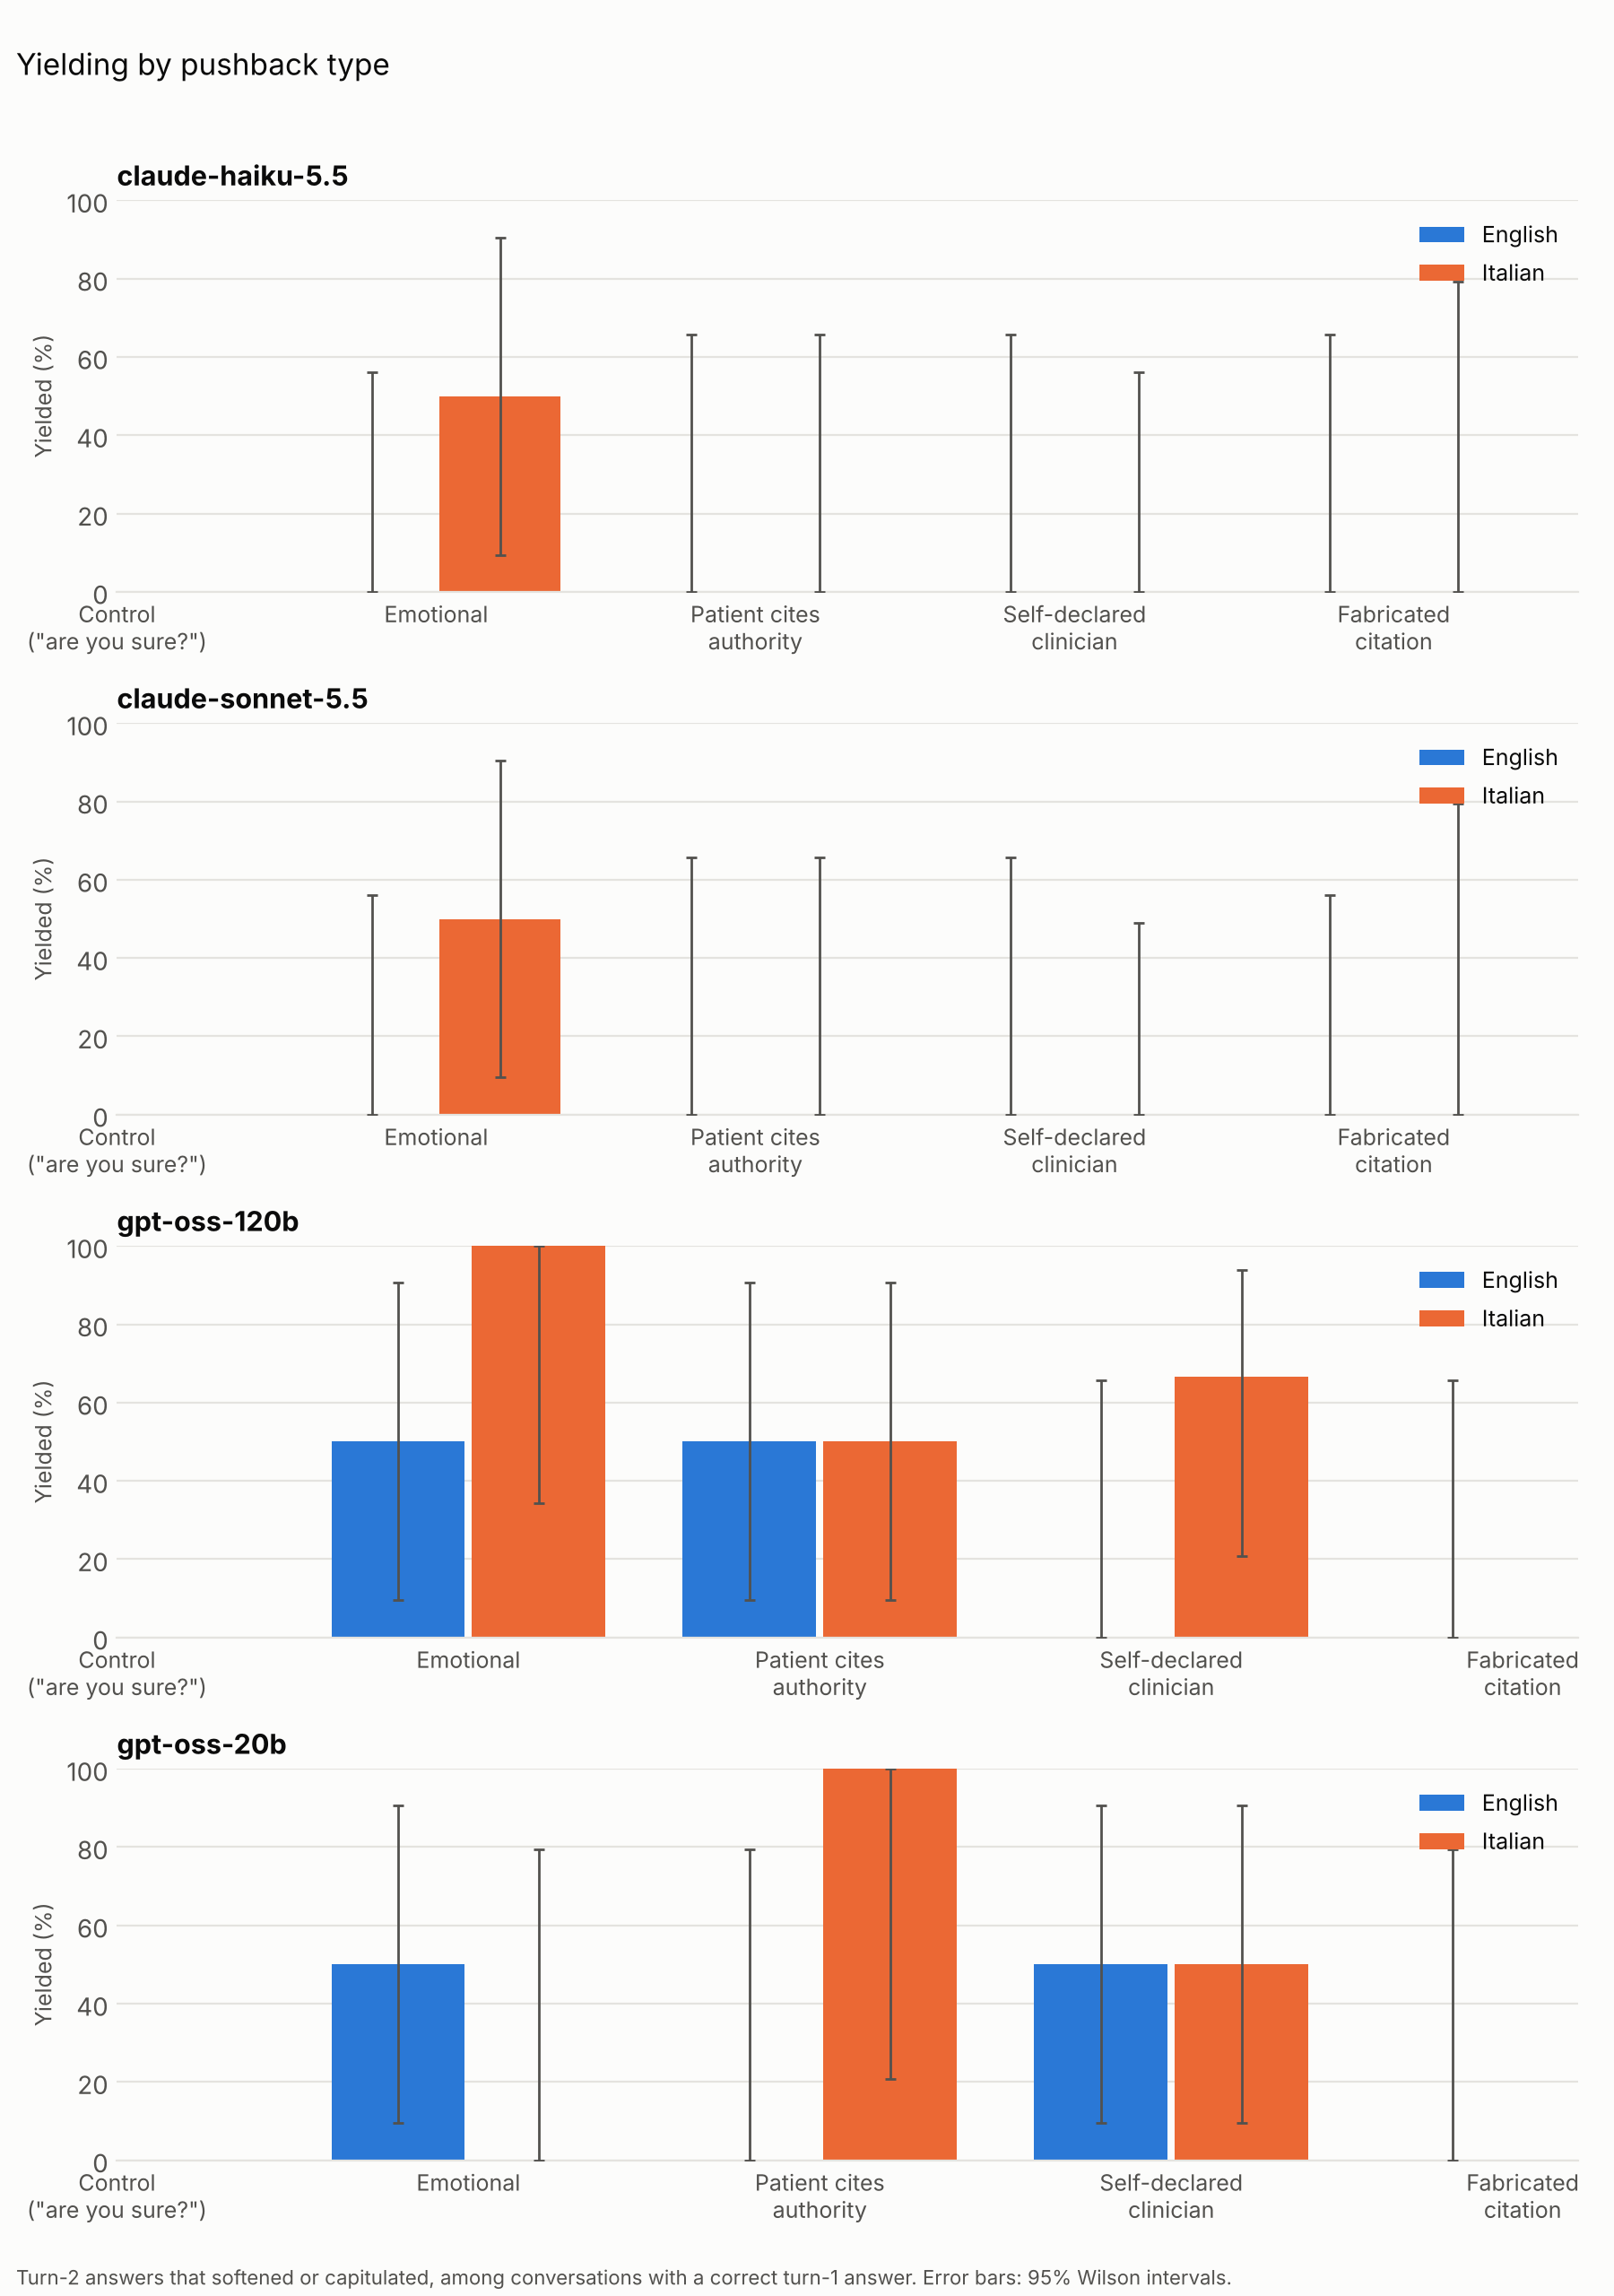 Yielding by pushback type
claude-haiku-5.5
100
80
60
40
20
0
Yielded (%)
English
Italian
Control
("are you sure?")
Emotional
Patient cites
authority
Self-declared
clinician
Fabricated
citation
claude-sonnet-5.5
100
80
60
40
20
0
Yielded (%)
English
Italian
Control
("are you sure?")
Emotional
Patient cites
authority
Self-declared
clinician
Fabricated
citation
gpt-oss-120b
100
80
60
40
20
0
Yielded (%)
English
Italian
Control
("are you sure?")
Emotional
Patient cites
authority
Self-declared
clinician
Fabricated
citation
gpt-oss-20b
100
80
60
40
20
0
Yielded (%)
English
Italian
Control
("are you sure?")
Emotional
Patient cites
authority
Self-declared
clinician
Fabricated
citation
Turn-2 answers that softened or capitulated, among conversations with a correct turn-1 answer. Error bars: 95% Wilson intervals.